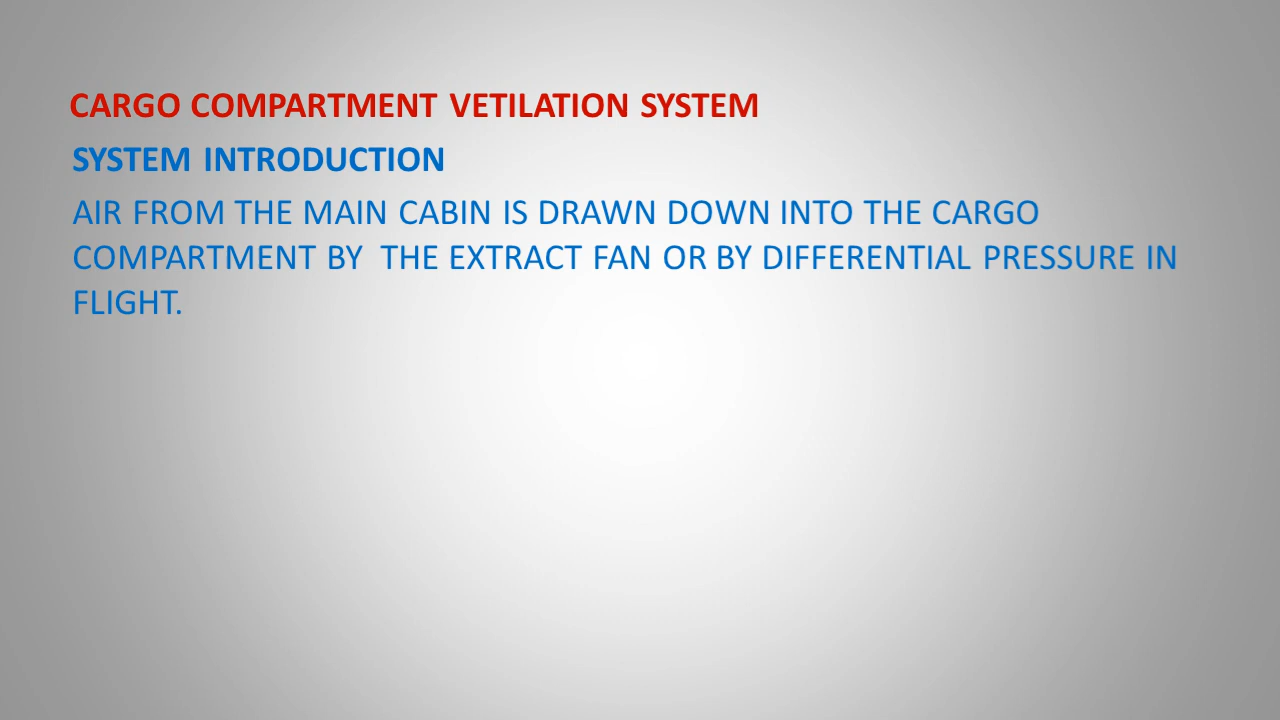 CARGO COMPARTMENT VETILATION SYSTEM
SYSTEM INTRODUCTION
AIR FROM THE MAIN CABIN IS DRAWN DOWN INTO THE CARGO
COMPARTMENT BY  THE EXTRACT FAN OR BY DIFFERENTIAL PRESSURE IN
FLIGHT.